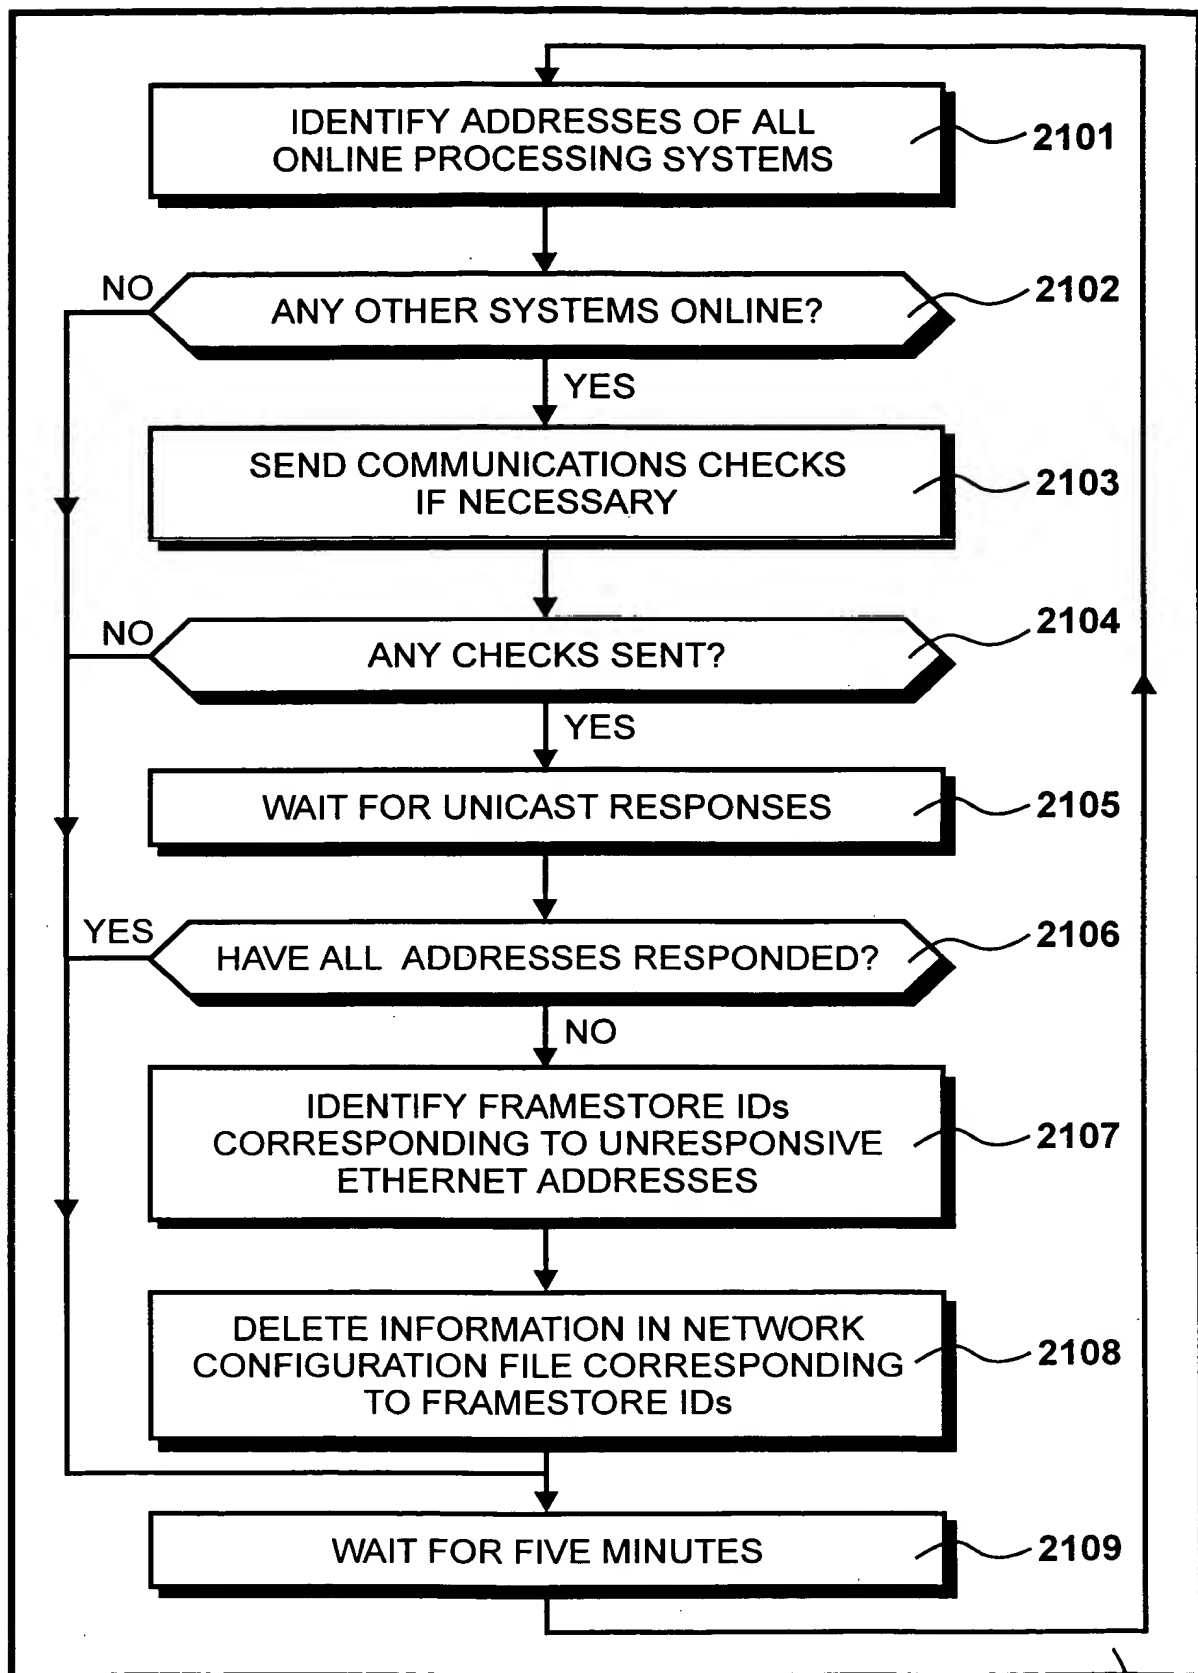 IDENTIFY ADDRESSES OF ALL
ONLINE PROCESSING SYSTEMS
2101
NO
ANY OTHER SYSTEMS ONLINE?
2102
YES
SEND COMMUNICATIONS CHECKS
IF NECESSARY
2103
NO
ANY CHECKS SENT?
2104
YES
WAIT FOR UNICAST RESPONSES
2105
YES
HAVE ALL ADDRESSES RESPONDED?
2106
NO
IDENTIFY FRAMESTORE IDs
CORRESPONDING TO UNRESPONSIVE
ETHERNET ADDRESSES
2107
DELETE INFORMATION IN NETWORK
CONFIGURATION FILE CORRESPONDING
TO FRAMESTORE IDs
2108
WAIT FOR FIVE MINUTES
2109